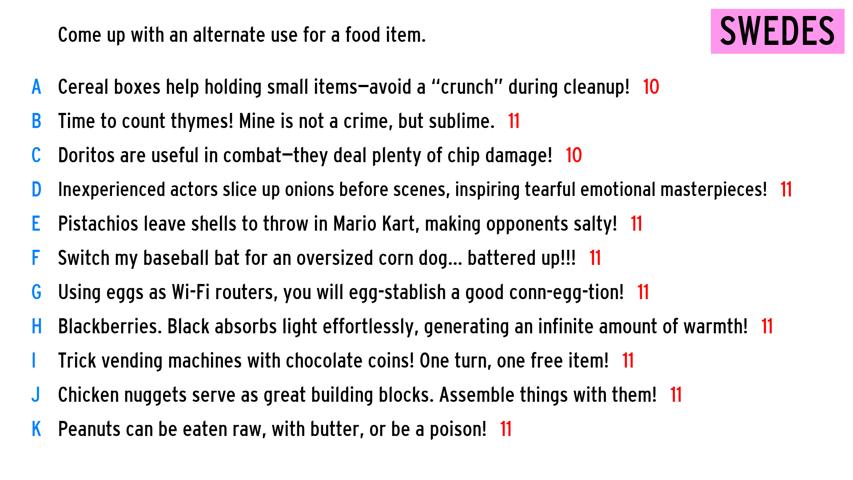 Come up with an alternate use for a food item.
SWEDES
A Cereal boxes help holding small items—avoid a “crunch” during cleanup! 10
B Time to count thymes! Mine is not a crime, but sublime. 11
C Doritos are useful in combat—they deal plenty of chip damage! 10
D Inexperienced actors slice up onions before scenes, inspiring tearful emotional masterpieces! 11
E Pistachios leave shells to throw in Mario Kart, making opponents salty! 11
F Switch my baseball bat for an oversized corn dog... battered up!!! 11
G Using eggs as Wi-Fi routers, you will egg-stablish a good conn-egg-tion! 11
H Blackberries. Black absorbs light effortlessly, generating an infinite amount of warmth! 11
I Trick vending machines with chocolate coins! One turn, one free item! 11
J Chicken nuggets serve as great building blocks. Assemble things with them! 11
K Peanuts can be eaten raw, with butter, or be a poison! 11